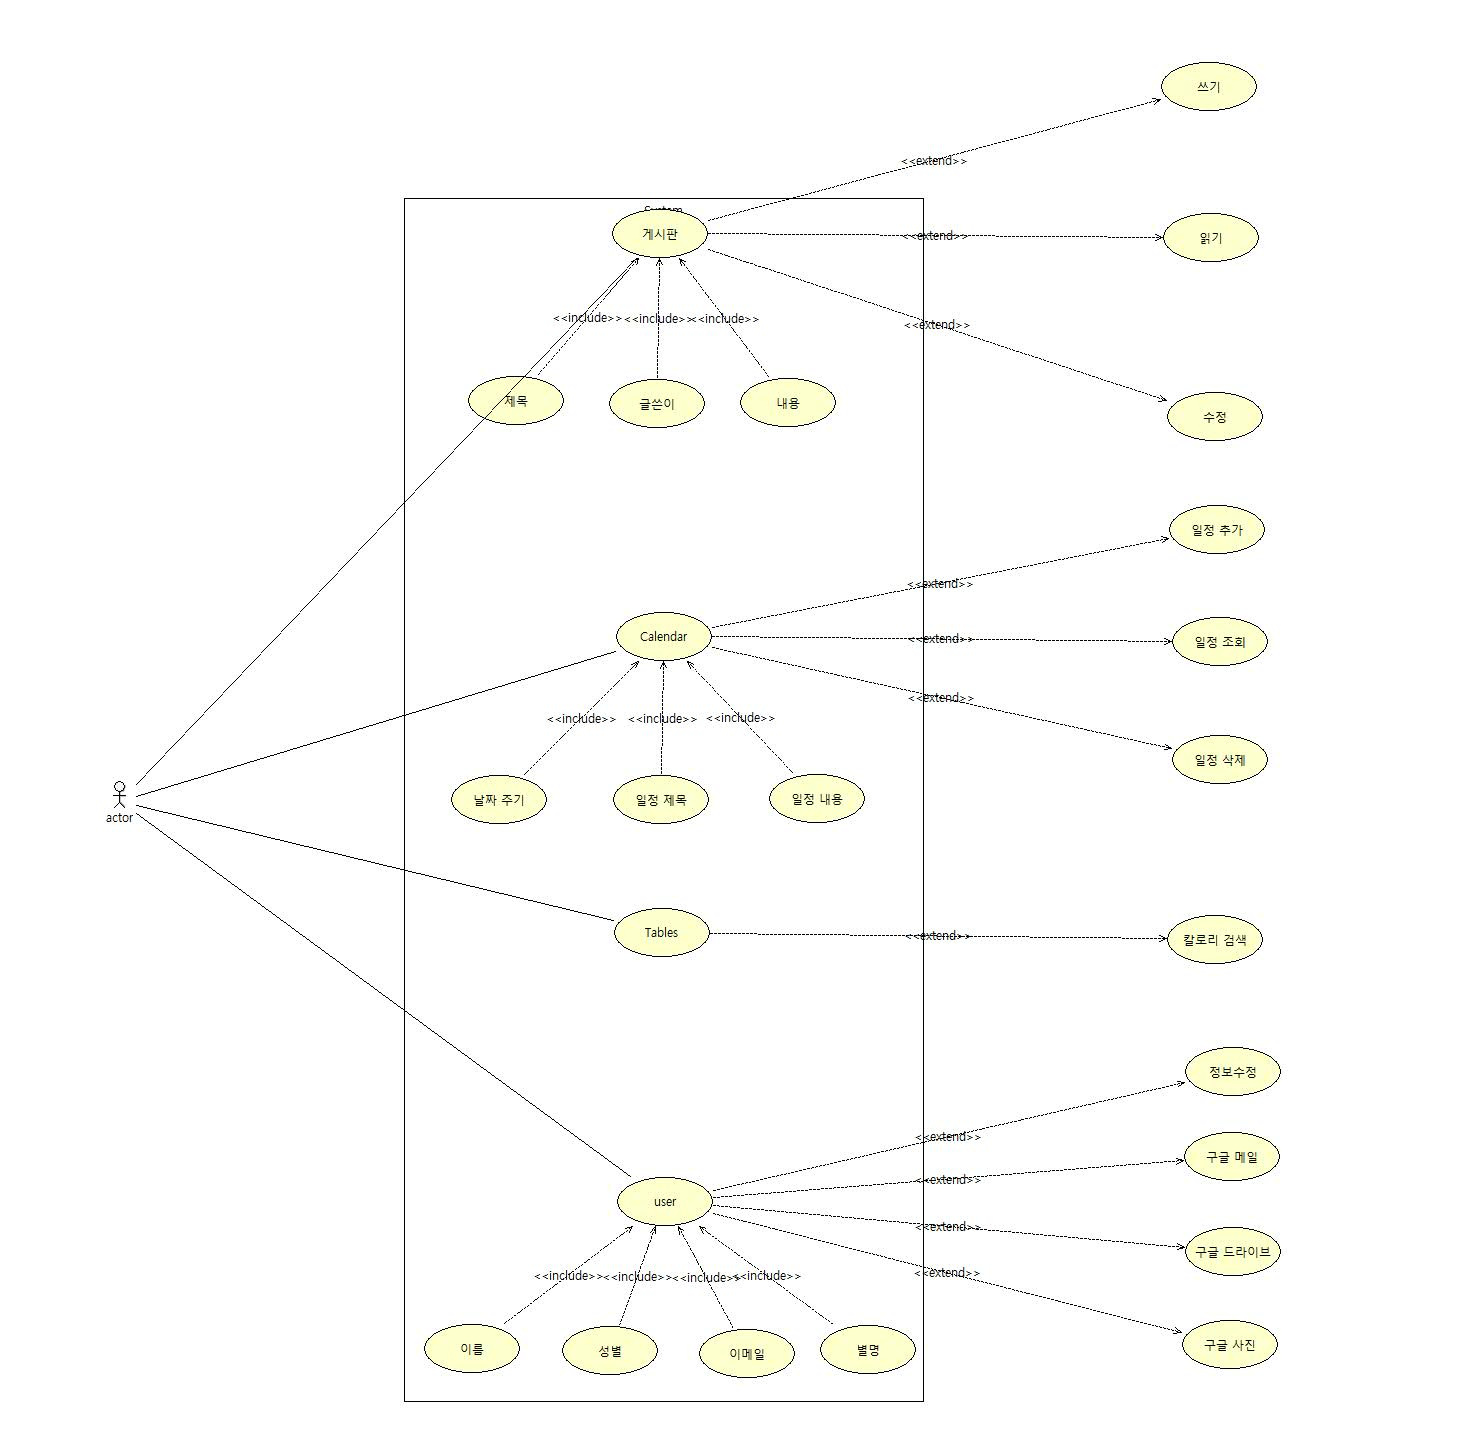 쓰기
<<extend>>
System
게시판
<<extend>>
읽기
<<include>>
<<include>>
<<include>>
<<extend>>
제목
글쓴이
내용
수정
일정 추가
<<extend>>
Calendar
<<extend>>
일정 조회
<<include>>
<<include>>
<<include>>
<<extend>>
일정 삭제
날짜 주기
일정 제목
일정 내용
actor
Tables
<<extend>>
칼로리 검색
정보수정
<<extend>>
구글 메일
<<extend>>
user
<<extend>>
구글 드라이브
<<include>>
<<include>>
<<include>>
<<include>>
<<extend>>
이름
성별
이메일
별명
구글 사진